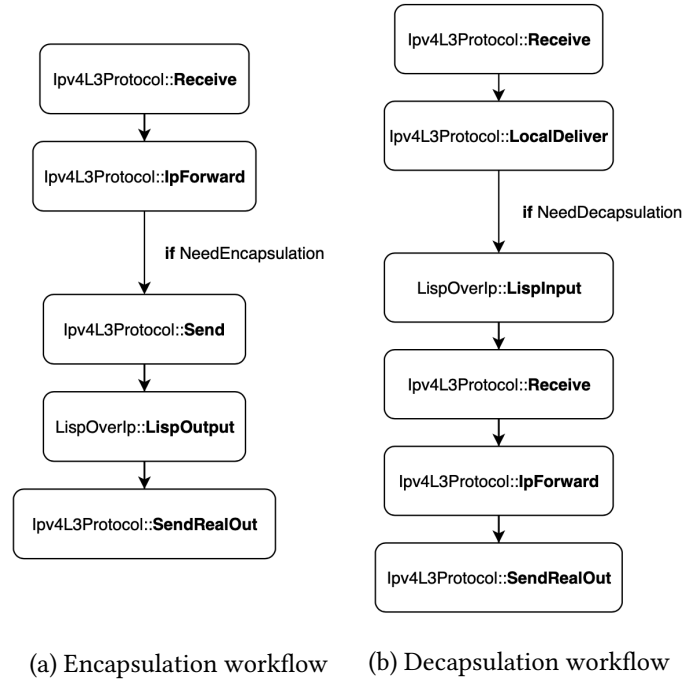 Ipv4L3Protocol::Receive
Ipv4L3Protocol::IpForward
if NeedEncapsulation
Ipv4L3Protocol::Send
LispOverIp::LispOutput
Ipv4L3Protocol::SendRealOut
(a) Encapsulation workflow
Ipv4L3Protocol::Receive
Ipv4L3Protocol::LocalDeliver
if NeedDecapsulation
LispOverIp::LispInput
Ipv4L3Protocol::Receive
Ipv4L3Protocol::IpForward
Ipv4L3Protocol::SendRealOut
(b) Decapsulation workflow